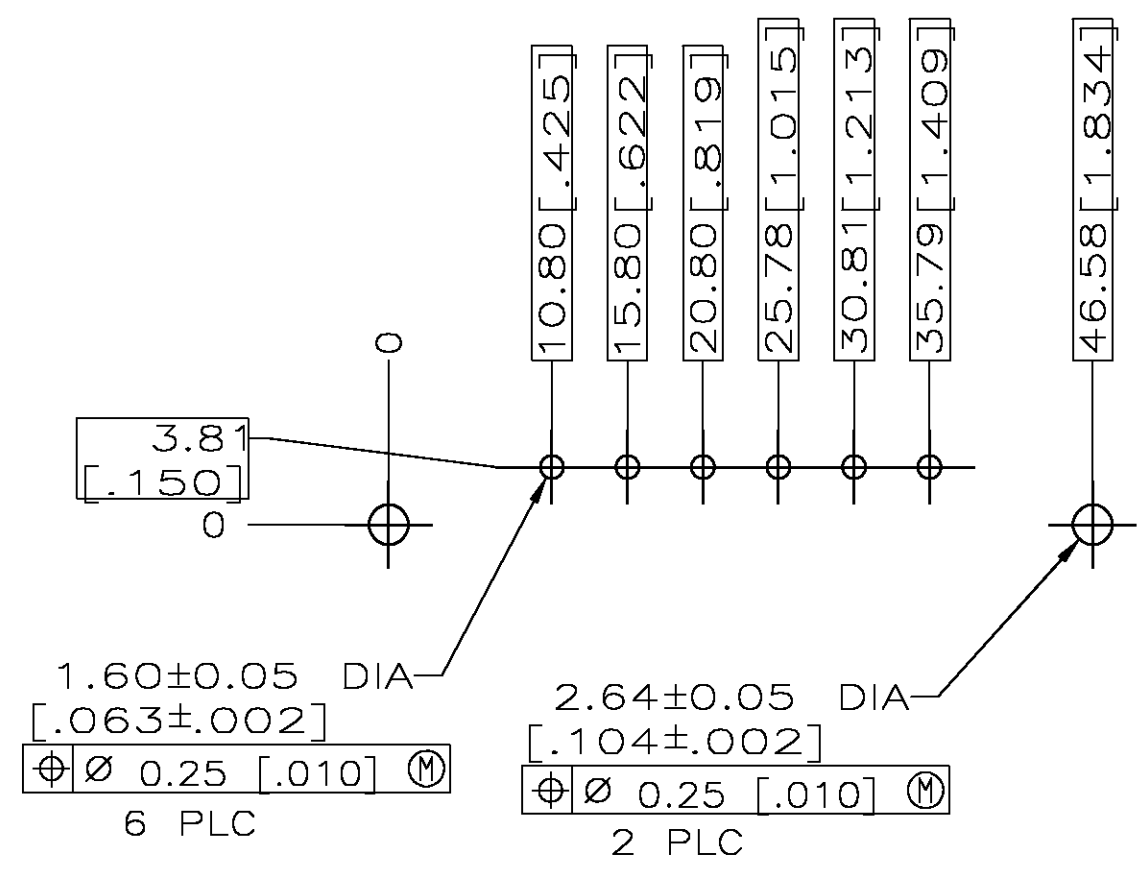 10.80[.425]
15.80[.622]
20.80[.819]
25.78[1.015]
30.81[1.213]
35.79[1.409]
46.58[1.834]
0
3.81
[.150]
0
1.60±0.05 DIA
[.063±.002]
⌖ ⌀ 0.25 [.010] Ⓜ
6 PLC
2.64±0.05 DIA
[.104±.002]
⌖ ⌀ 0.25 [.010] Ⓜ
2 PLC